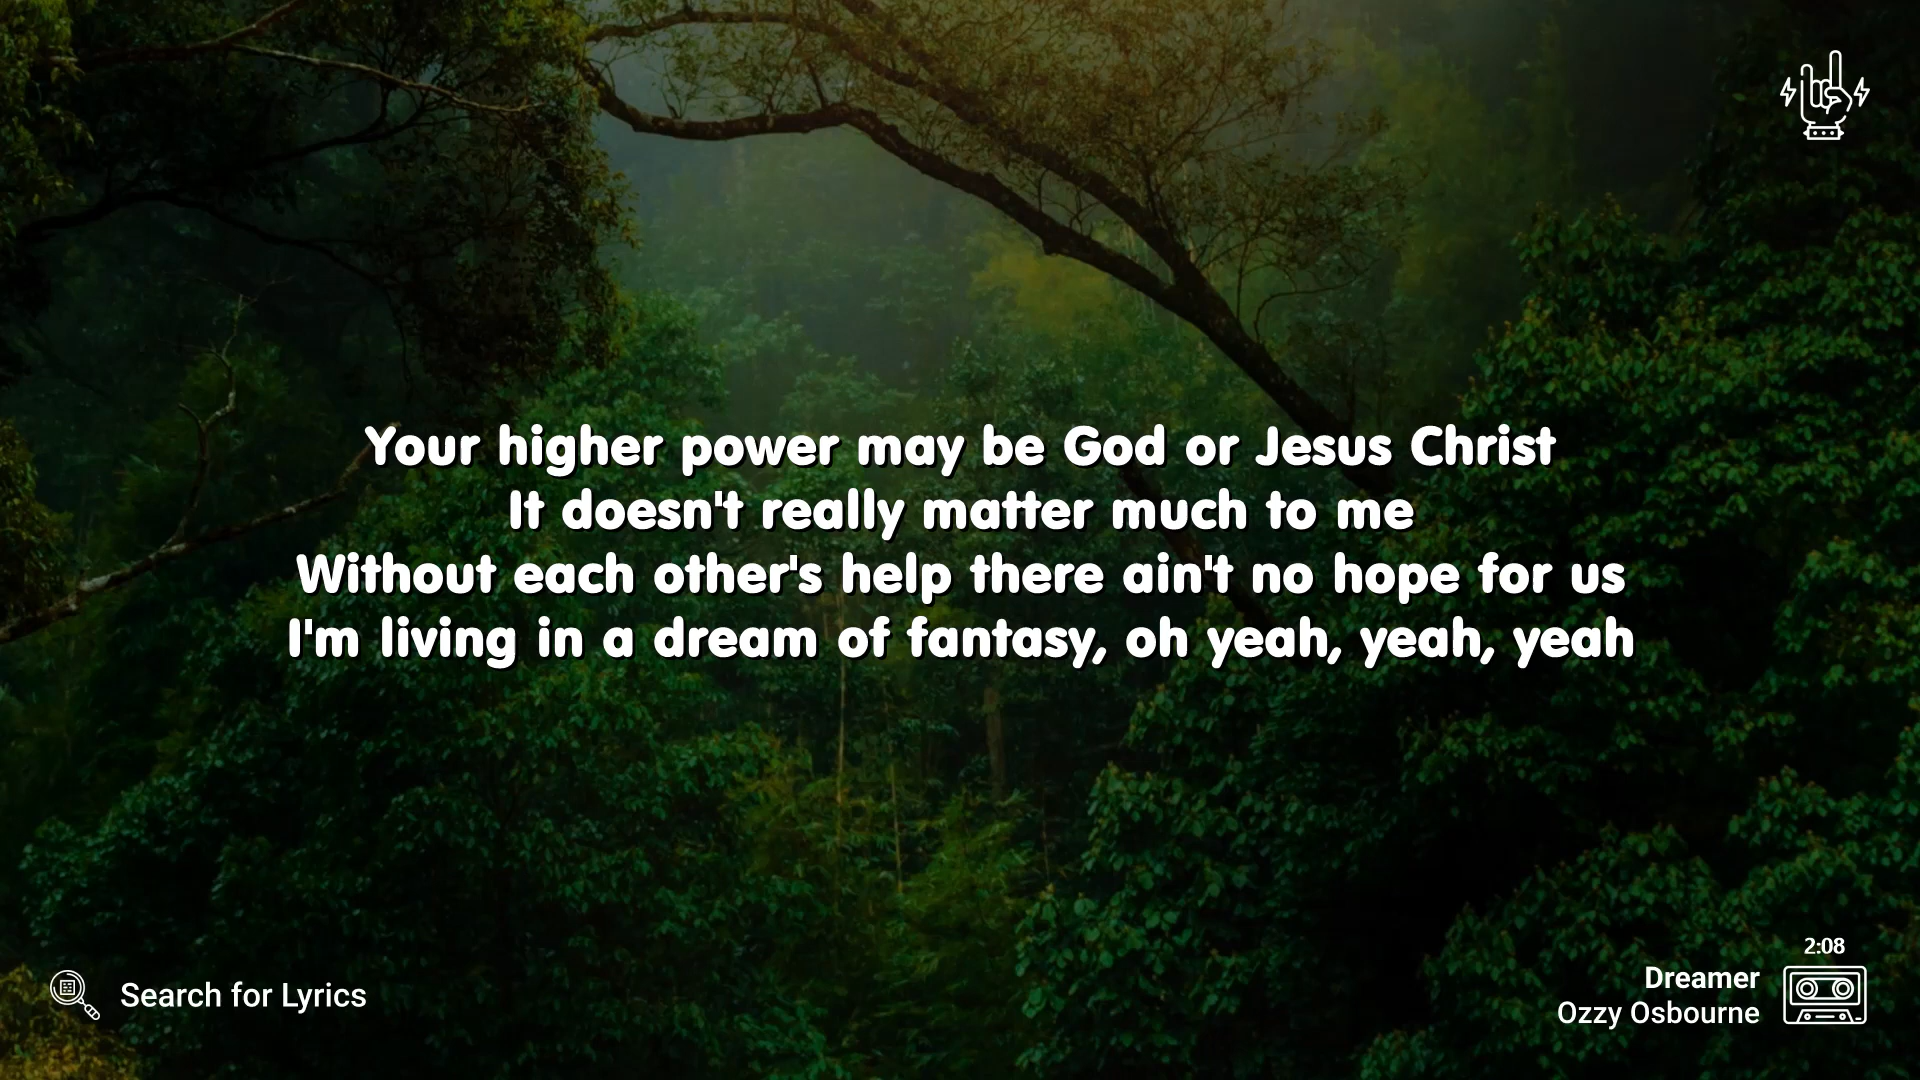 Your higher power may be God or Jesus Christ
It doesn't really matter much to me
Without each other's help there ain't no hope for us
I'm living in a dream of fantasy, oh yeah, yeah, yeah
Search for Lyrics
2:08
Dreamer
Ozzy Osbourne